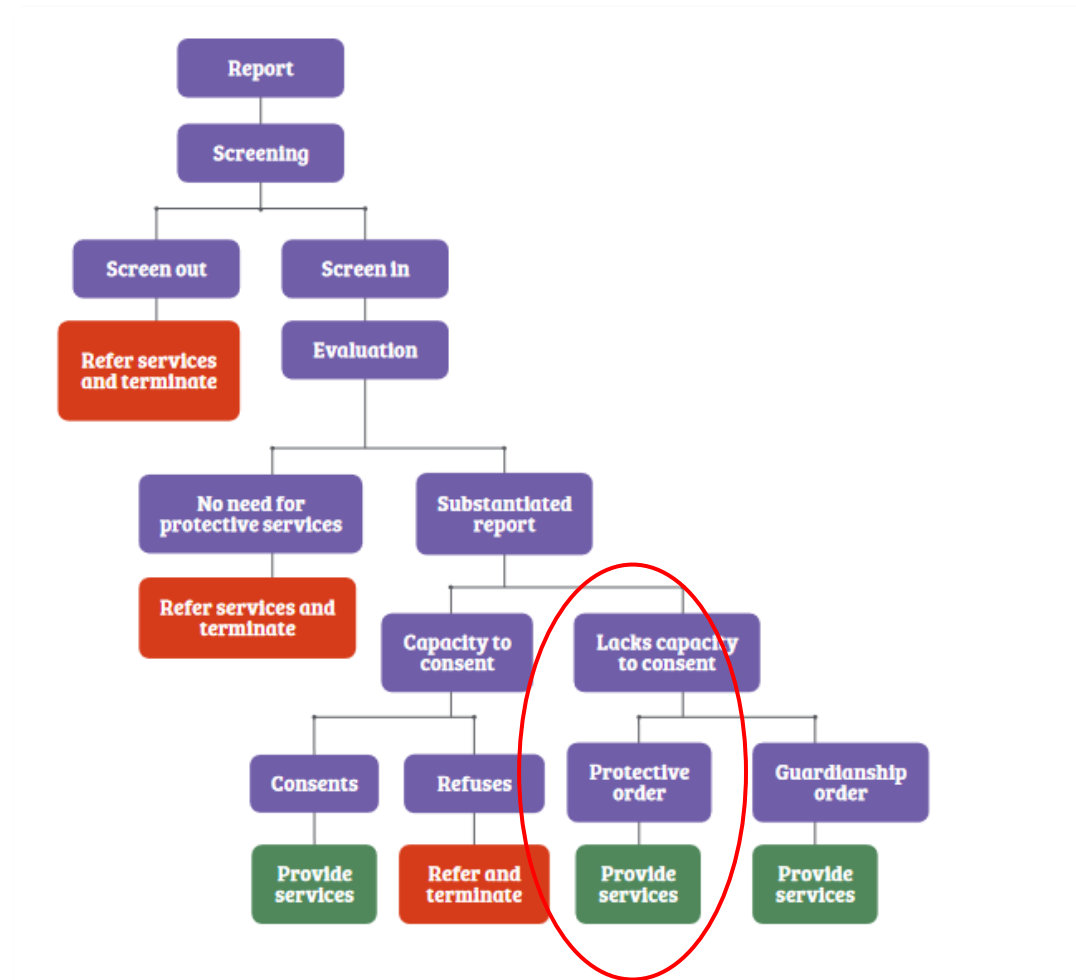 Report
Screening
Screen out
Screen in
Refer services
and terminate
Evaluation
No need for
protective services
Substantiated
report
Refer services and
terminate
Capacity to
consent
Lacks capacity
to consent
Consents
Refuses
Protective
order
Guardianship
order
Provide
services
Refer and
terminate
Provide
services
Provide
services